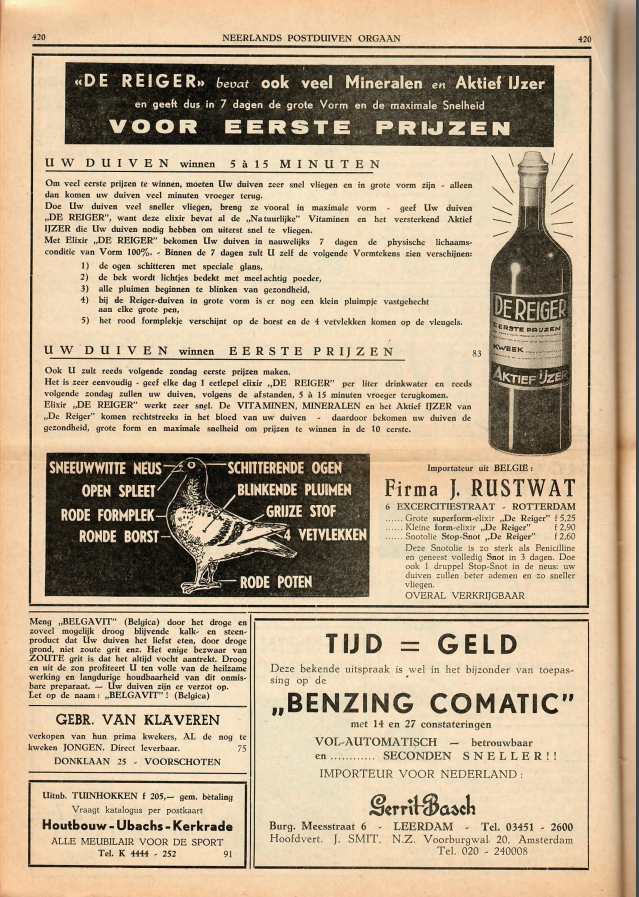 420
NEERLANDS POSTDUIVEN ORGAAN
420
«DE REIGER» bevat ook veel Mineralen en Aktief IJzer
en geeft dus in 7 dagen de grote Vorm en de maximale Snelheid
VOOR EERSTE PRIJZEN
UW DUIVEN winnen 5 à 15 MINUTEN
Om veel eerste prijzen te winnen, moeten Uw duiven zeer snel vliegen en in grote vorm zijn - alleen
dan komen uw duiven veel minuten vroeger terug.
Doe Uw duiven veel sneller vliegen, breng ze vooral in maximale vorm - geef Uw duiven
„DE REIGER”, want deze elixir bevat al de „Natuurlijke” Vitaminen en het versterkend Aktief
IJZER die Uw duiven nodig hebben om uiterst snel te vliegen.
Met Elixir „DE REIGER” bekomen Uw duiven in nauwelijks 7 dagen de physische lichaams-
conditie van Vorm 100%. - Binnen de 7 dagen zult U zelf de volgende Vormtekens zien verschijnen:
1) de ogen schitteren met speciale glans,
2) de bek wordt lichtjes bedekt met meelachtig poeder,
3) alle pluimen beginnen te blinken van gezondheid,
4) bij de Reiger-duiven in grote vorm is er nog een klein pluimpje vastgehecht
aan elke grote pen,
5) het rood formplekje verschijnt op de borst en de 4 vetvlekken komen op de vleugels.
UW DUIVEN winnen EERSTE PRIJZEN
83
Ook U zult reeds volgende zondag eerste prijzen maken.
Het is zeer eenvoudig - geef elke dag 1 eetlepel elixir „DE REIGER” per liter drinkwater en reeds
volgende zondag zullen uw duiven, volgens de afstanden, 5 à 15 minuten vroeger terugkomen.
Elixir „DE REIGER” werkt zeer snel. De VITAMINEN, MINERALEN en het Aktief IJZER van
„De Reiger” komen rechtstreeks in het bloed van uw duiven - daardoor bekomen uw duiven de
gezondheid, grote form en maximale snelheid om prijzen te winnen in de 10 eerste.
DE REIGER
EERSTE PRIJZEN
KWEEK
AKTIEF IJZER
SNEEUWWITTE NEUS
SCHITTERENDE OGEN
OPEN SPLEET
BLINKENDE PLUIMEN
RODE FORMPLEK
GRIJZE STOF
RONDE BORST
4 VETVLEKKEN
RODE POTEN
Importateur uit BELGIË:
Firma J. RUSTWAT
6 EXCERCITIESTRAAT - ROTTERDAM
...... Grote superform-elixir „De Reiger” f 5,25
...... Kleine form-elixir „De Reiger” f 2,90
...... Snotolie Stop-Snot „De Reiger” f 2,60
Deze Snotolie is zo sterk als Penicilline
en geneest volledig Snot in 3 dagen. Doe
ook 1 druppel Stop-Snot in de neus: uw
duiven zullen beter ademen en zo sneller
vliegen.
OVERAL VERKRIJGBAAR
Meng „BELGAVIT” (Belgica) door het droge en
zoveel mogelijk droog blijvende kalk- en steen-
product dat Uw duiven het liefst eten, door droge
grond, niet zoute grit enz. Het enige bezwaar van
ZOUTE grit is dat het altijd vocht aantrekt. Droog
en uit de zon profiteert U ten volle van de heilzame
werking en langdurige houdbaarheid van dit onmis-
bare preparaat. — Uw duiven zijn er verzot op.
Let op de naam: „BELGAVIT”! (Belgica)
GEBR. VAN KLAVEREN
verkopen van hun prima kwekers, AL de nog te
kweken JONGEN. Direct leverbaar. 75
DONKLAAN 25 - VOORSCHOTEN
Uitnb. TUINHOKKEN f 205,— gem. betaling
Vraagt katalogus per postkaart
Houtbouw-Ubachs-Kerkrade
ALLE MEUBILAIR VOOR DE SPORT
Tel. K 4444 - 252 91
TIJD = GELD
Deze bekende uitspraak is wel in het bijzonder van toepas-
sing op de
„BENZING COMATIC”
met 14 en 27 constateringen
VOL-AUTOMATISCH — betrouwbaar
en ............ SECONDEN SNELLER!!
IMPORTEUR VOOR NEDERLAND:
Gerrit Basch
Burg. Meesstraat 6 - LEERDAM - Tel. 03451 - 2600
Hoofdvert. J. SMIT, N.Z. Voorburgwal 20, Amsterdam
Tel. 020 - 240008